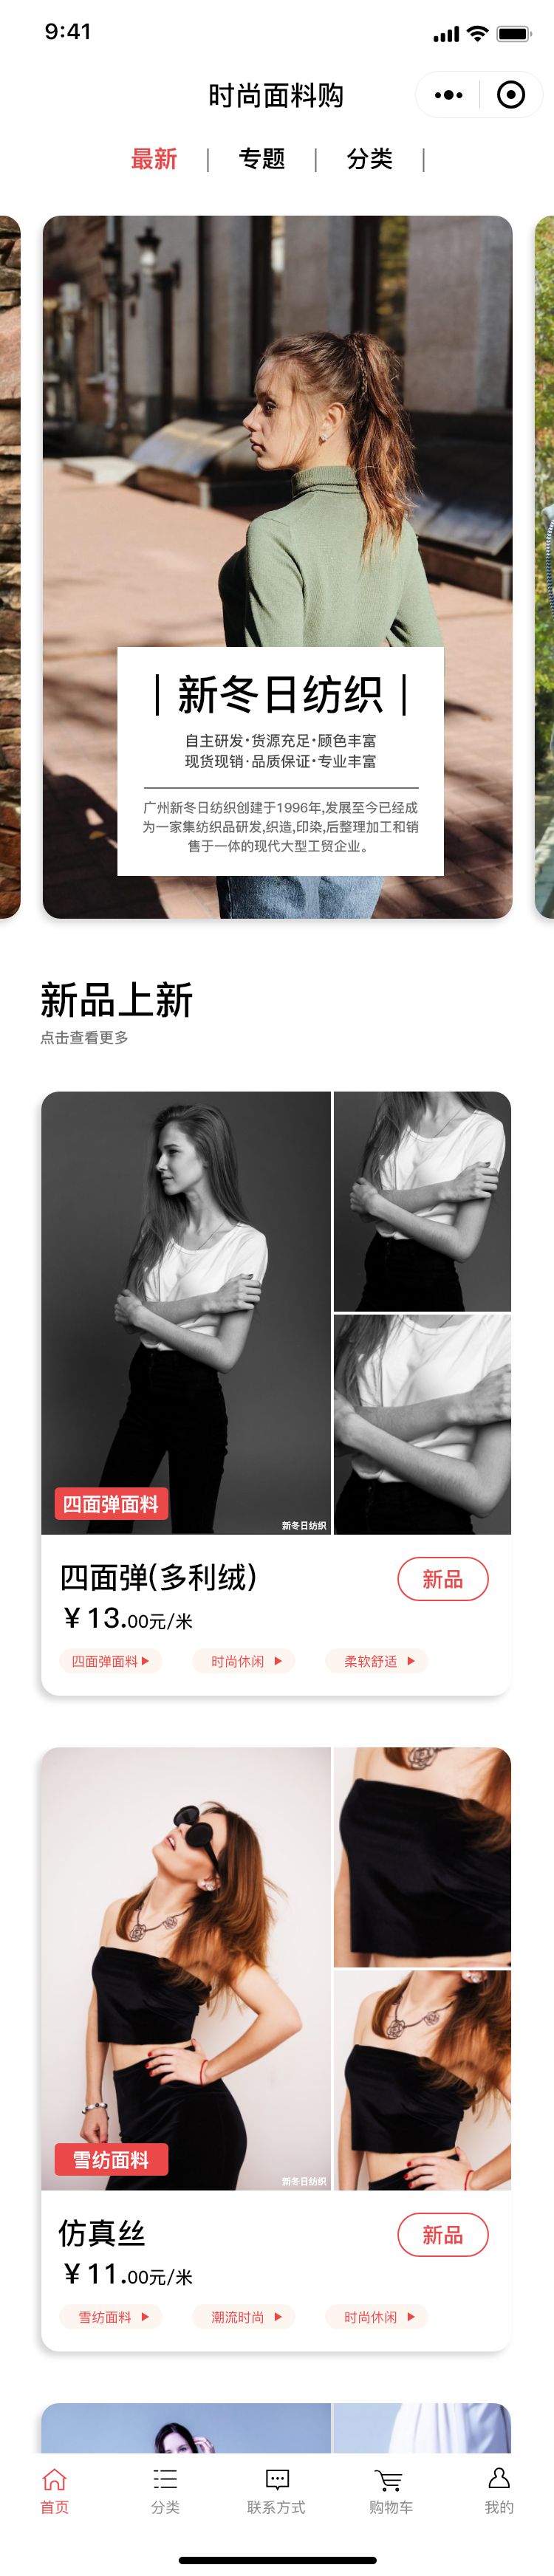 9:41
时尚面料购
最新 | 专题 | 分类 |
| 新冬日纺织 |
自主研发·货源充足·颜色丰富
现货现销·品质保证·专业丰富
广州新冬日纺织创建于1996年,发展至今已经成
为一家集纺织品研发,织造,印染,后整理加工和销
售于一体的现代大型工贸企业。
新品上新
点击查看更多
四面弹面料
新冬日纺织
四面弹(多利绒)
新品
¥13.00元/米
四面弹面料 时尚休闲 柔软舒适
雪纺面料
新冬日纺织
仿真丝
新品
¥11.00元/米
雪纺面料 潮流时尚 时尚休闲
首页 分类 联系方式 购物车 我的